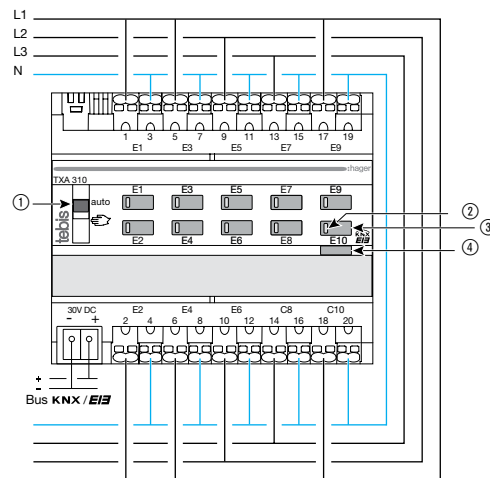 L1
L2
L3
N
1 3 5 7 9 11 13 15 17 19
E1 E3 E5 E7 E9
:hager
TXA 310
1
auto
tebis
E1 E3 E5 E7 E9
2
3
E2 E4 E6 E8 E10
KNX
EIB
4
30V DC
- +
E2 E4 E6 C8 C10
2 4 6 8 10 12 14 16 18 20
+
-
Bus KNX / EIB